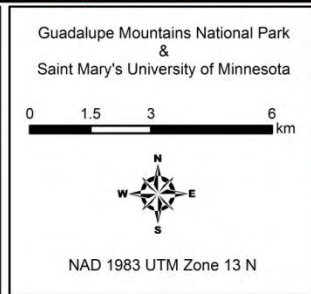 Guadalupe Mountains National Park
&
Saint Mary's University of Minnesota
0 1.5 3 6
km
N
W E
S
NAD 1983 UTM Zone 13 N